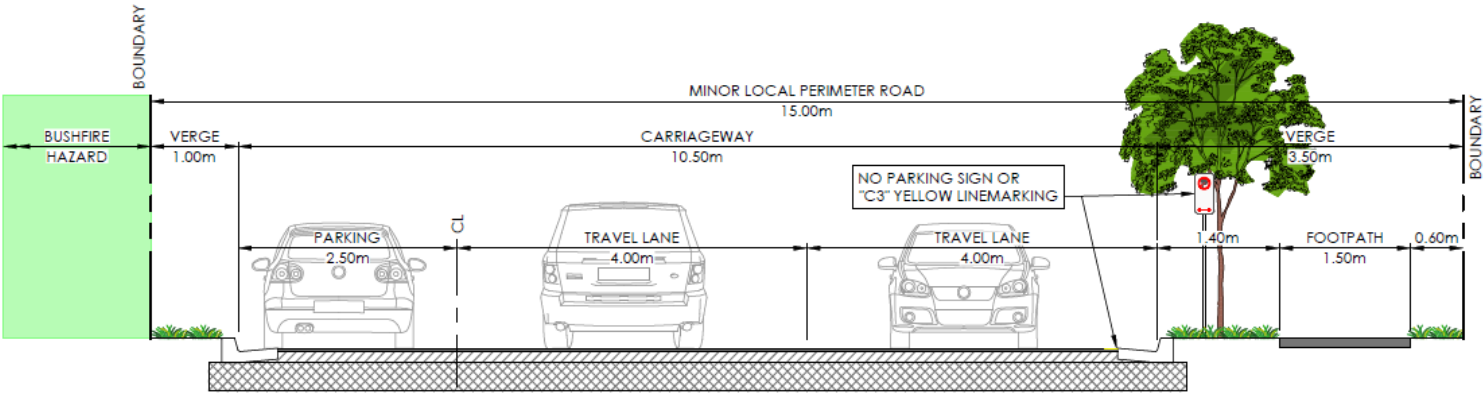 BOUNDARY
MINOR LOCAL PERIMETER ROAD
15.00m
BOUNDARY
BUSHFIRE
HAZARD
VERGE
1.00m
CARRIAGEWAY
10.50m
VERGE
3.50m
NO PARKING SIGN OR
"C3" YELLOW LINEMARKING
CL
PARKING
2.50m
TRAVEL LANE
4.00m
TRAVEL LANE
4.00m
1.40m
FOOTPATH
1.50m
0.60m